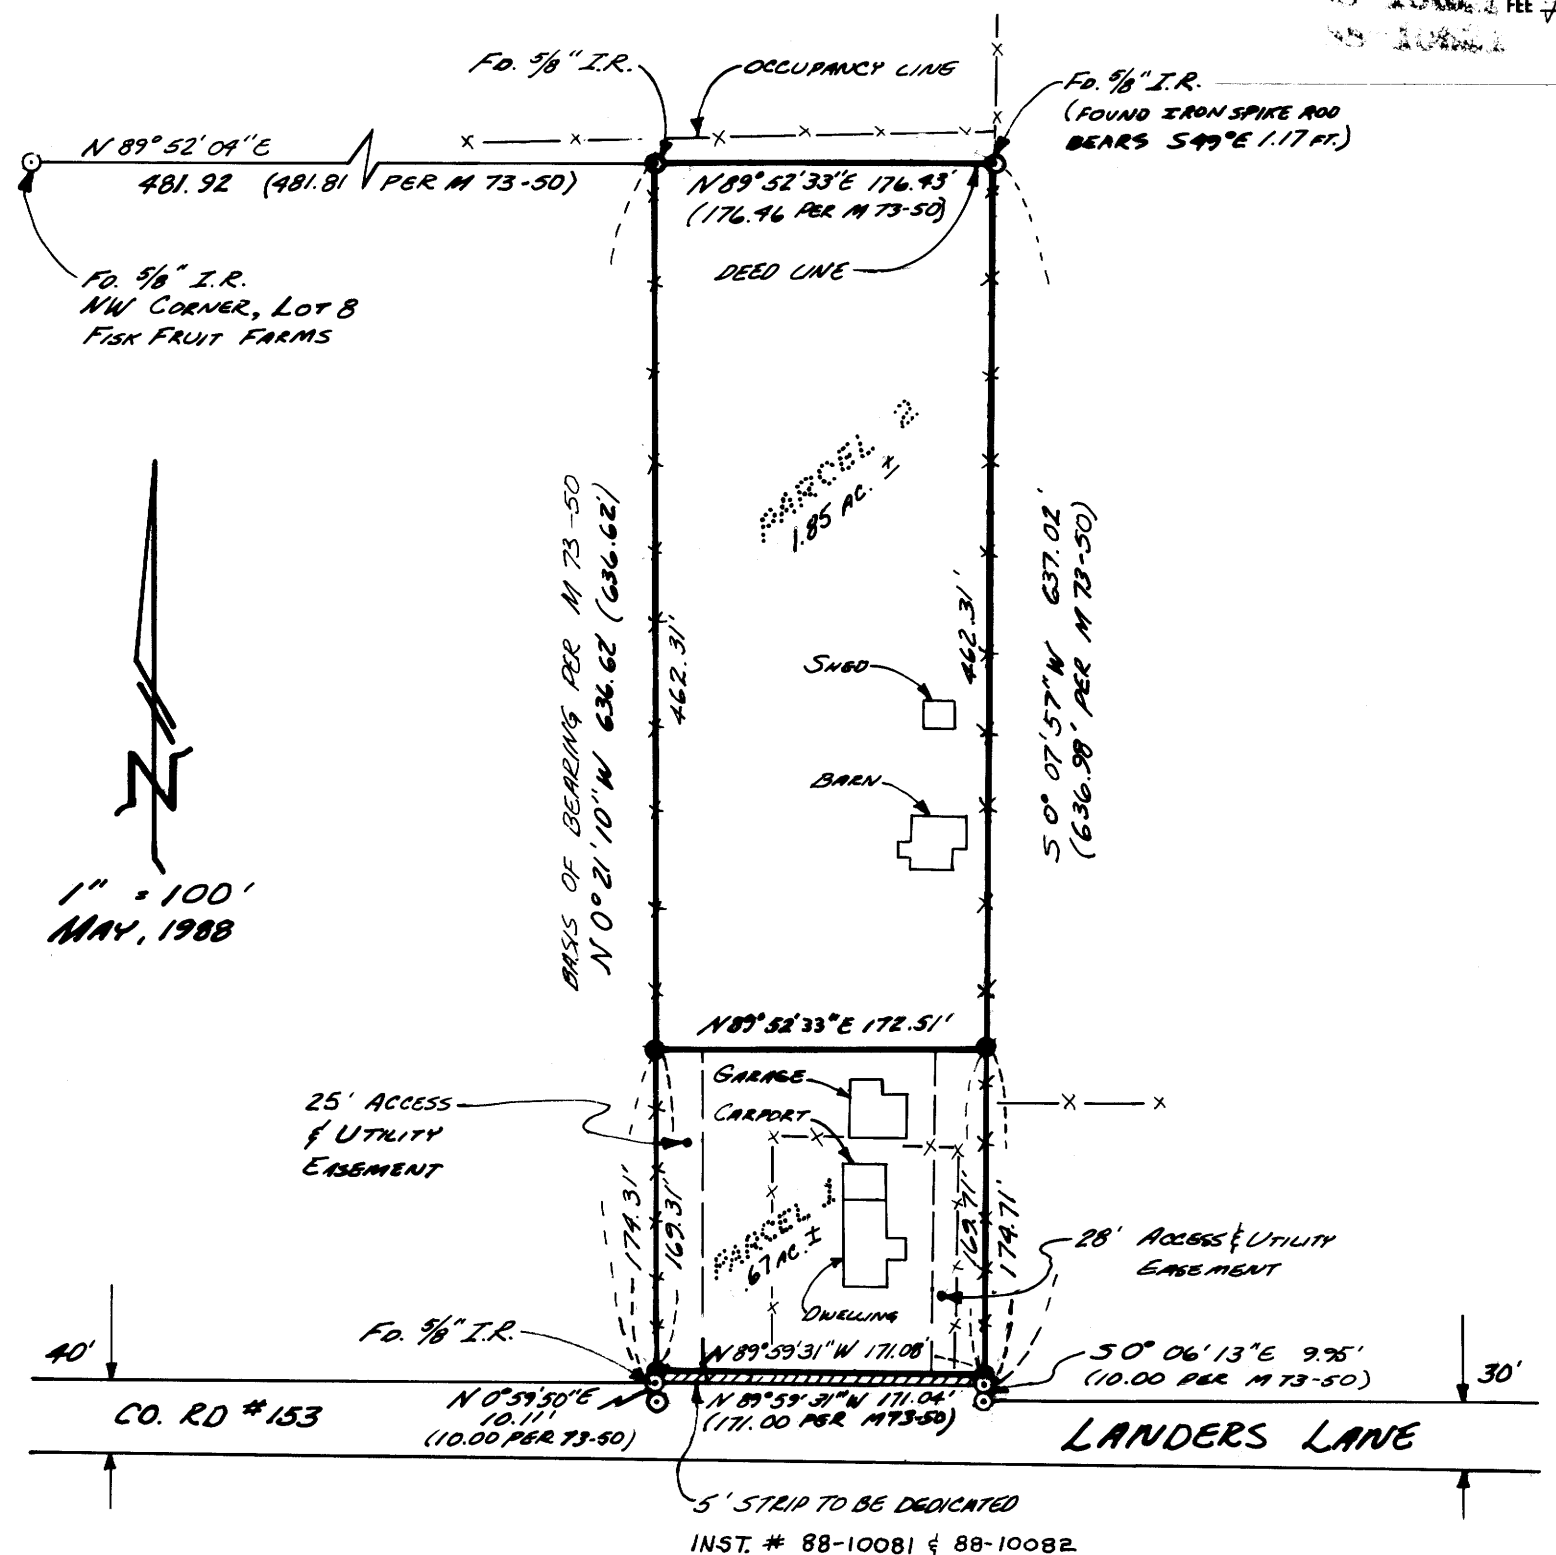 FEE
FD. 5/8" I.R.
OCCUPANCY LINE
FD. 5/8" I.R.
(FOUND IRON SPIKE ROD
BEARS S49°E 1.17 FT.)
N 89° 52' 04" E
481.92 (481.81 PER M 73-50)
N 89° 52' 33" E 176.43'
(176.46 PER M 73-50)
DEED LINE
FD. 5/8" I.R.
NW CORNER, LOT 8
FISK FRUIT FARMS
PARCEL 2
1.85 AC. ±
BASIS OF BEARING PER M 73-50
N 0° 21' 10" W 636.62 (636.62')
462.31'
462.31'
S 0° 07' 57" W 637.02'
(636.98' PER M 73-50)
SHED
BARN
N
1" = 100'
MAY, 1988
N 89° 52' 33" E 172.51'
GARAGE
CARPORT
25' ACCESS
& UTILITY
EASEMENT
174.31'
169.31'
PARCEL 1
.67 AC. ±
169.71'
174.71'
28' ACCESS & UTILITY
EASEMENT
DWELLING
FD. 5/8" I.R.
N 89° 59' 31" W 171.08'
S 0° 06' 13" E 9.95'
(10.00 PER M 73-50)
40'
30'
CO. RD #153
N 0° 59' 50" E
10.11'
(10.00 PER 73-50)
N 89° 59' 31" W 171.04'
(171.00 PER M73-50)
LANDERS LANE
5' STRIP TO BE DEDICATED
INST. # 88-10081 & 88-10082